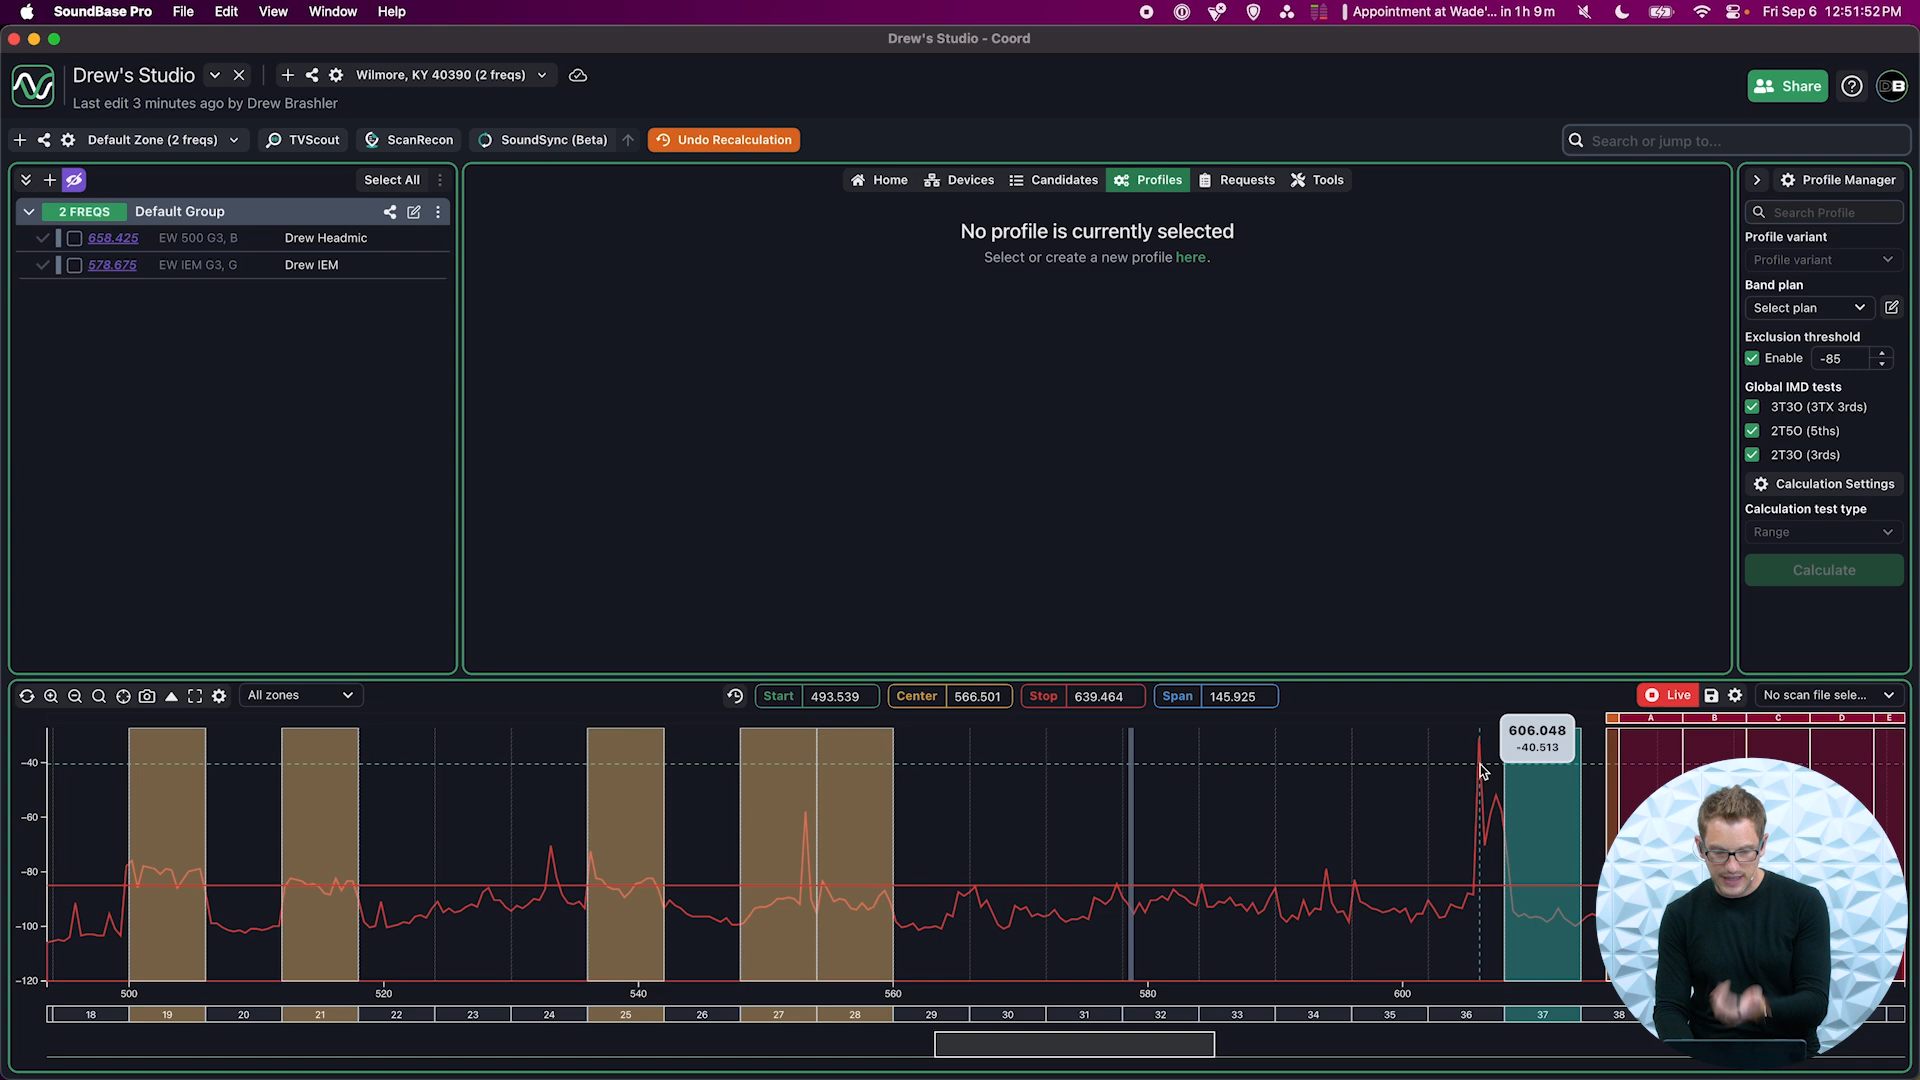 SoundBase Pro File Edit View Window Help
Appointment at Wade'... in 1h 9m Fri Sep 6 12:51:52 PM
Drew's Studio - Coord
Drew's Studio
Wilmore, KY 40390 (2 freqs)
Last edit 3 minutes ago by Drew Brashler
Share
DB
Default Zone (2 freqs) TVScout ScanRecon SoundSync (Beta) Undo Recalculation
Search or jump to...
Select All
2 FREQS Default Group
658.425 EW 500 G3, B Drew Headmic
578.675 EW IEM G3, G Drew IEM
Home Devices Candidates Profiles Requests Tools
No profile is currently selected
Select or create a new profile here.
Profile Manager
Search Profile
Profile variant
Profile variant
Band plan
Select plan
Exclusion threshold
Enable -85
Global IMD tests
3T3O (3TX 3rds)
2T5O (5ths)
2T3O (3rds)
Calculation Settings
Calculation test type
Range
Calculate
All zones
Start 493.539 Center 566.501 Stop 639.464 Span 145.925
Live No scan file sele...
A B C D E
606.048
-40.513
-40
-60
-80
-100
-120
500 520 540 560 580 600
18 19 20 21 22 23 24 25 26 27 28 29 30 31 32 33 34 35 36 37 38